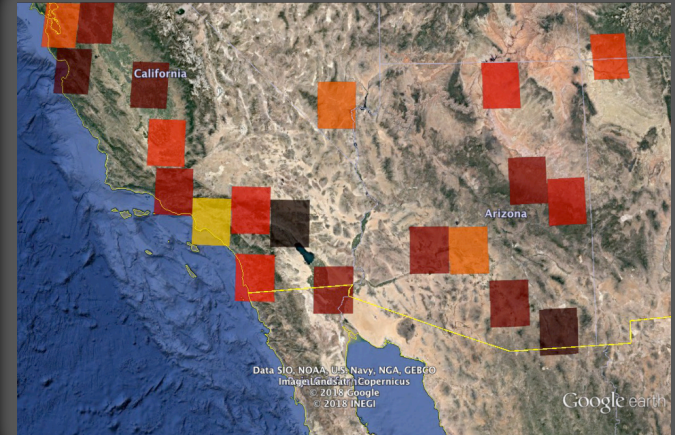 California
Arizona
Data SIO, NOAA, U.S. Navy, NGA, GEBCO
Image Landsat / Copernicus
© 2018 Google
© 2018 INEGI
Google earth